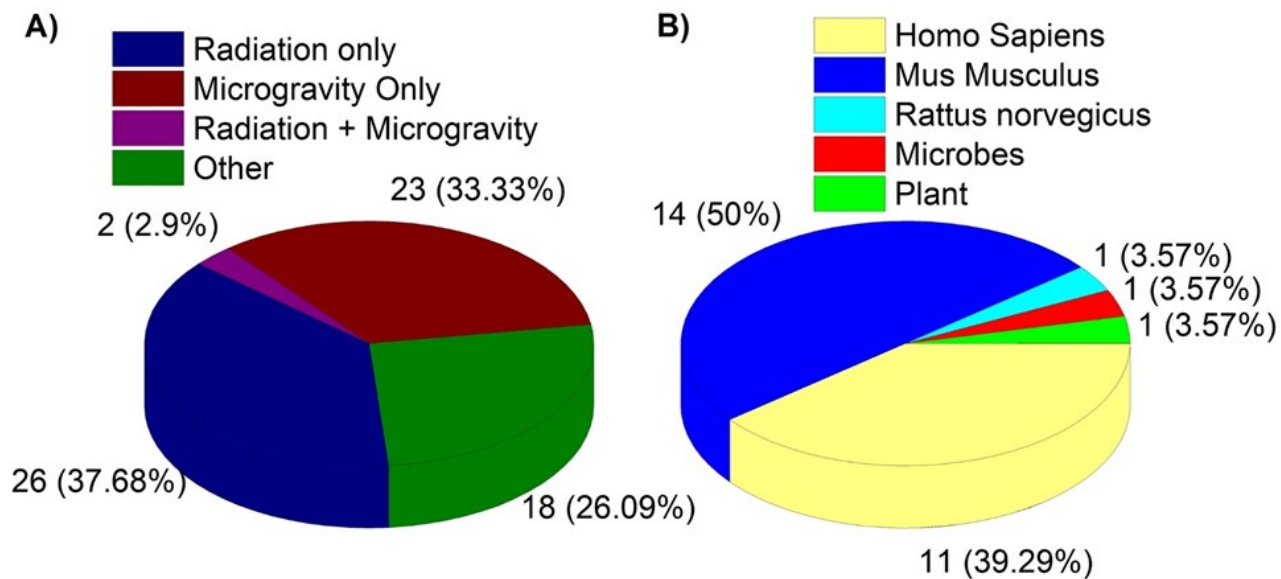 A)
Radiation only
Microgravity Only
Radiation + Microgravity
Other
23 (33.33%)
2 (2.9%)
26 (37.68%)
18 (26.09%)
B)
Homo Sapiens
Mus Musculus
Rattus norvegicus
Microbes
Plant
14 (50%)
1 (3.57%)
1 (3.57%)
1 (3.57%)
11 (39.29%)